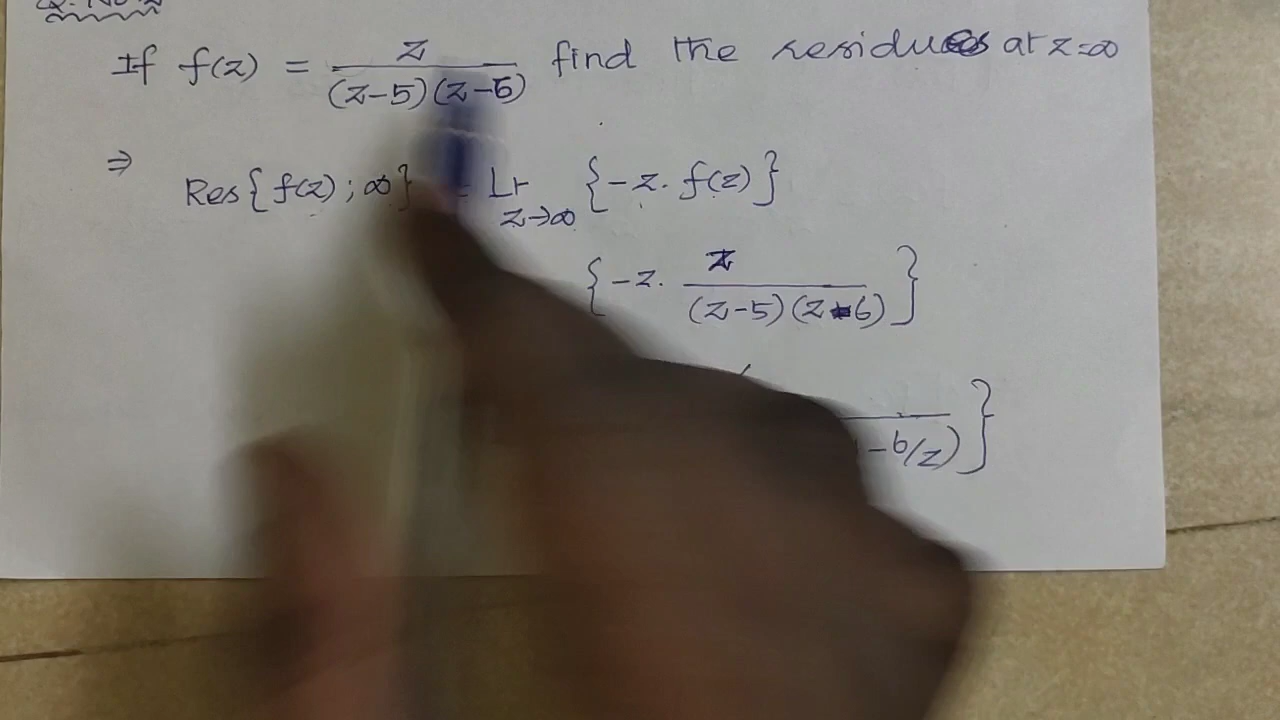 If f(z) = z / (z-5)(z-6) find the residues at z=∞
⇒ Res{ f(z) ; ∞} = Lt z→∞ {-z. f(z)}
{-z. z / (z-5)(z-6)}
-6/z)}